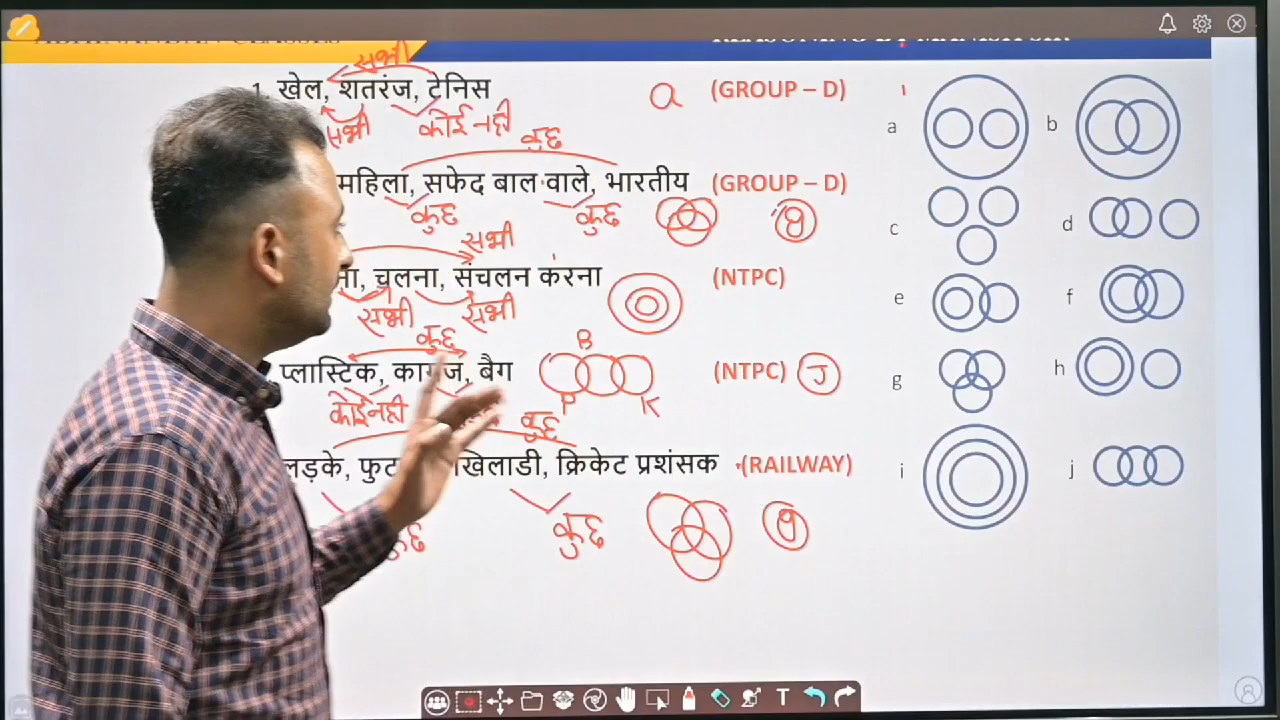 सभी
1. खेल, शतरंज, टेनिस a (GROUP – D)
सभी कोई नही
कुछ
महिला, सफेद बाल वाले, भारतीय (GROUP – D) g
कुछ कुछ
सभी
चलना, संचलन करना (NTPC)
सभी सभी
कुछ B
प्लास्टिक, बैग (NTPC) J
कोई नही P K
कुछ
लड़के, खिलाडी, क्रिकेट प्रशंसक (RAILWAY)
कुछ g
a b
c d
e f
g h
i j
T